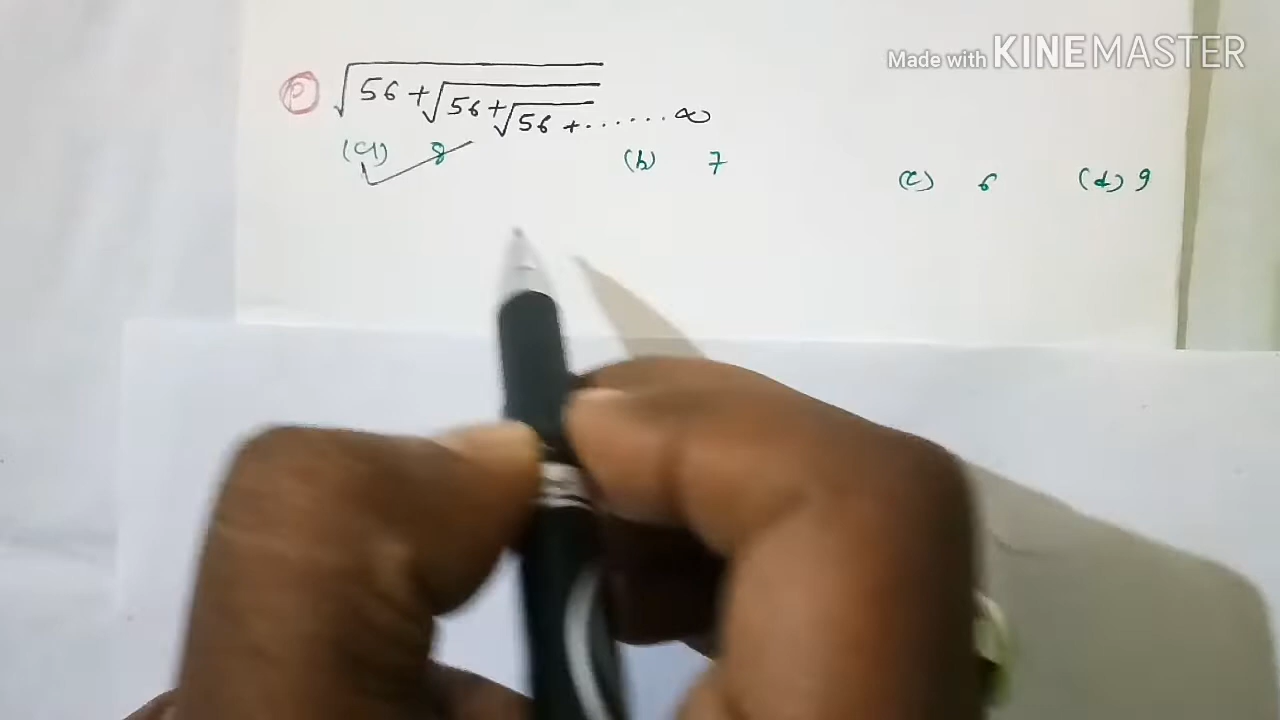 Made with KINEMASTER
(P) √56 + √56 + √56 + ...... ∞
(a) 8 (b) 7 (c) 6 (d) 9